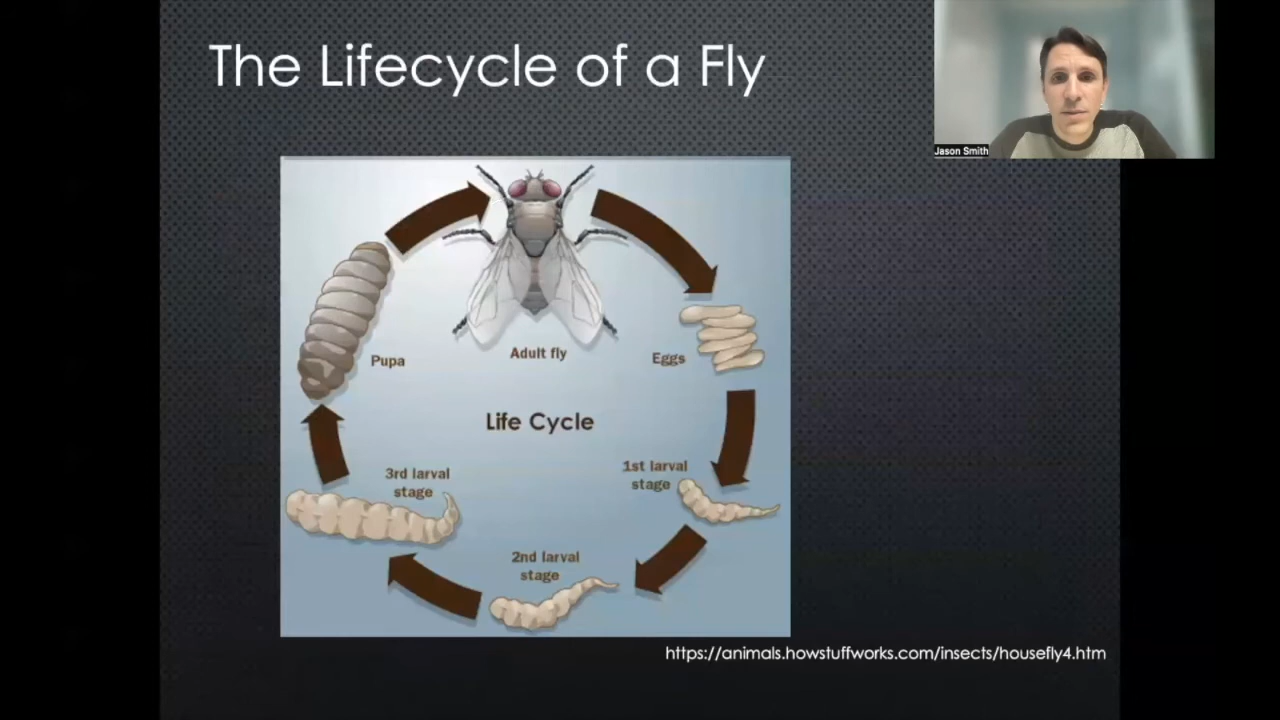 The Lifecycle of a Fly
Jason Smith
Adult fly
Pupa
Eggs
Life Cycle
1st larval
stage
3rd larval
stage
2nd larval
stage
https://animals.howstuffworks.com/insects/housefly4.htm